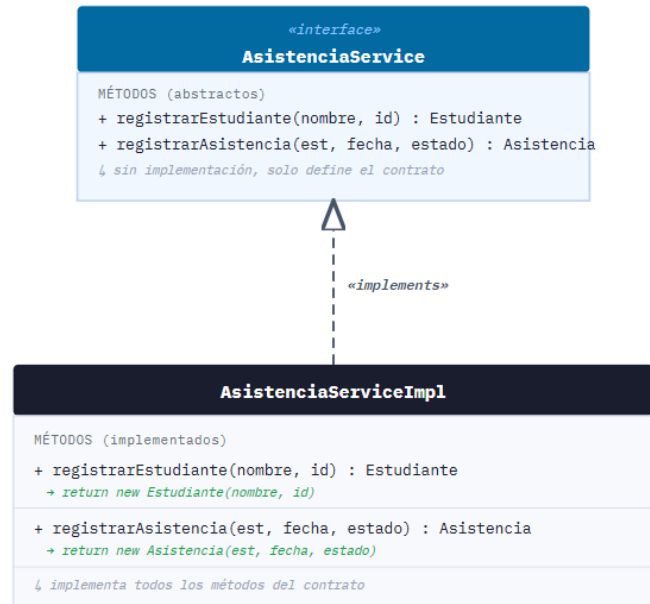 «interface»
AsistenciaService
MÉTODOS (abstractos)
+ registrarEstudiante(nombre, id) : Estudiante
+ registrarAsistencia(est, fecha, estado) : Asistencia
↳ sin implementación, solo define el contrato
«implements»
AsistenciaServiceImpl
MÉTODOS (implementados)
+ registrarEstudiante(nombre, id) : Estudiante
→ return new Estudiante(nombre, id)
+ registrarAsistencia(est, fecha, estado) : Asistencia
→ return new Asistencia(est, fecha, estado)
↳ implementa todos los métodos del contrato